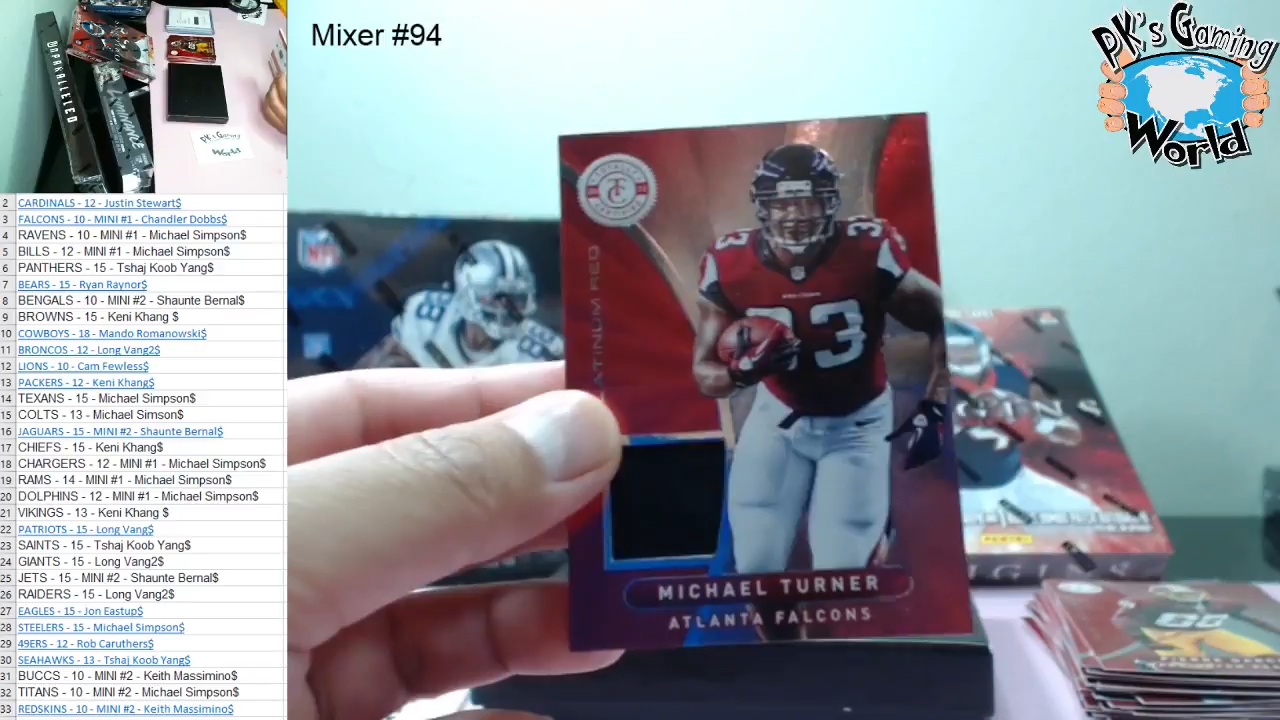 Mixer #94
PK's Gaming
World
UNPARALLELED
2 CARDINALS - 12 - Justin Stewart$
3 FALCONS - 10 - MINI #1 - Chandler Dobbs$
4 RAVENS - 10 - MINI #1 - Michael Simpson$
5 BILLS - 12 - MINI #1 - Michael Simpson$
6 PANTHERS - 15 - Tshaj Koob Yang$
7 BEARS - 15 - Ryan Raynor$
8 BENGALS - 10 - MINI #2 - Shaunte Bernal$
9 BROWNS - 15 - Keni Khang $
10 COWBOYS - 18 - Mando Romanowski$
11 BRONCOS - 12 - Long Vang2$
12 LIONS - 10 - Cam Fewless$
13 PACKERS - 12 - Keni Khang$
14 TEXANS - 15 - Michael Simpson$
15 COLTS - 13 - Michael Simson$
16 JAGUARS - 15 - MINI #2 - Shaunte Bernal$
17 CHIEFS - 15 - Keni Khang$
18 CHARGERS - 12 - MINI #1 - Michael Simpson$
19 RAMS - 14 - MINI #1 - Michael Simpson$
20 DOLPHINS - 12 - MINI #1 - Michael Simpson$
21 VIKINGS - 13 - Keni Khang $
22 PATRIOTS - 15 - Long Vang$
23 SAINTS - 15 - Tshaj Koob Yang$
24 GIANTS - 15 - Long Vang2$
25 JETS - 15 - MINI #2 - Shaunte Bernal$
26 RAIDERS - 15 - Long Vang2$
27 EAGLES - 15 - Jon Eastup$
28 STEELERS - 15 - Michael Simpson$
29 49ERS - 12 - Rob Caruthers$
30 SEAHAWKS - 13 - Tshaj Koob Yang$
31 BUCCS - 10 - MINI #2 - Keith Massimino$
32 TITANS - 10 - MINI #2 - Michael Simpson$
33 REDSKINS - 10 - MINI #2 - Keith Massimino$
NFL
88
TC
33
33
33
MICHAEL TURNER
ATLANTA FALCONS
PANINI